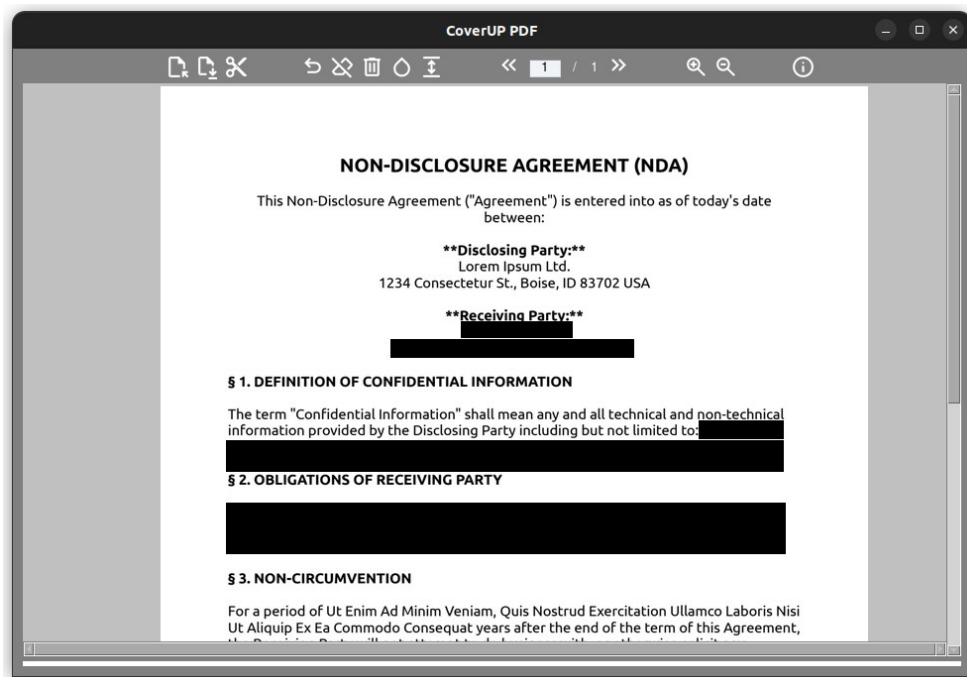 CoverUP PDF
1 / 1
NON-DISCLOSURE AGREEMENT (NDA)
This Non-Disclosure Agreement ("Agreement") is entered into as of today's date
between:
**Disclosing Party:**
Lorem Ipsum Ltd.
1234 Consectetur St., Boise, ID 83702 USA
**Receiving Party:**
§ 1. DEFINITION OF CONFIDENTIAL INFORMATION
The term "Confidential Information" shall mean any and all technical and non-technical
information provided by the Disclosing Party including but not limited to:
§ 2. OBLIGATIONS OF RECEIVING PARTY
§ 3. NON-CIRCUMVENTION
For a period of Ut Enim Ad Minim Veniam, Quis Nostrud Exercitation Ullamco Laboris Nisi
Ut Aliquip Ex Ea Commodo Consequat years after the end of the term of this Agreement,